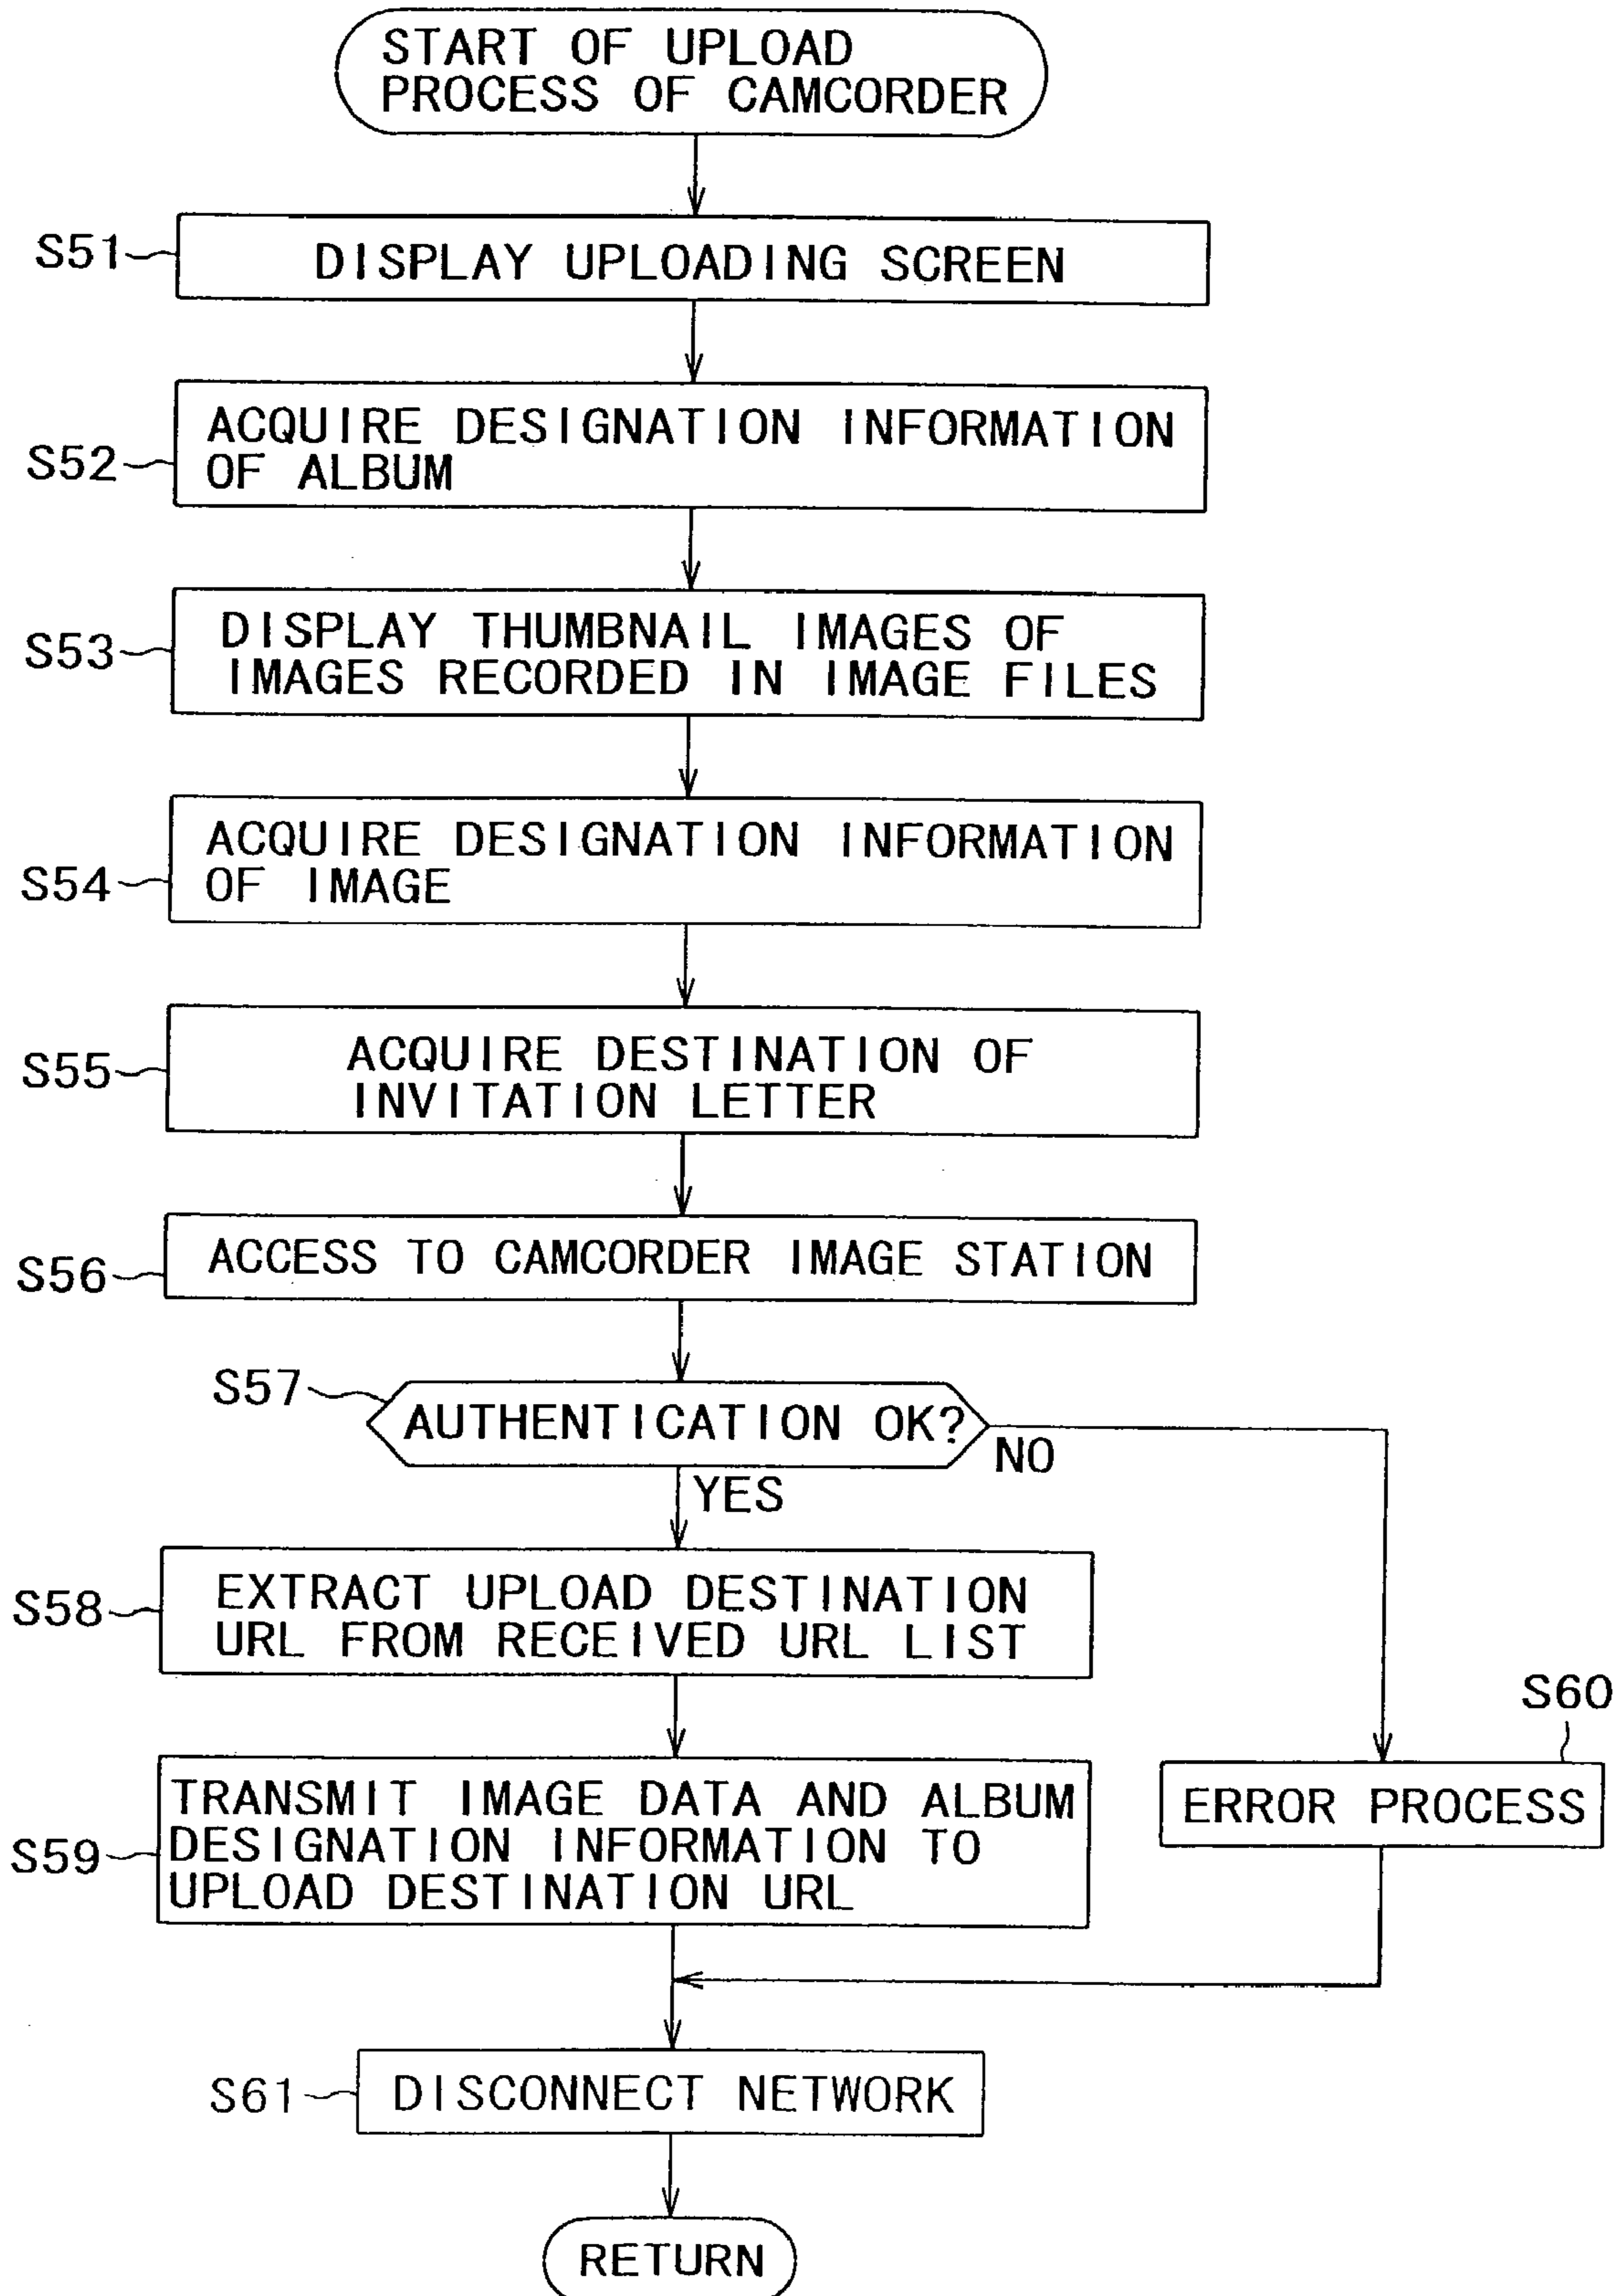 START OF UPLOAD
PROCESS OF CAMCORDER
S51
DISPLAY UPLOADING SCREEN
S52
ACQUIRE DESIGNATION INFORMATION
OF ALBUM
S53
DISPLAY THUMBNAIL IMAGES OF
IMAGES RECORDED IN IMAGE FILES
S54
ACQUIRE DESIGNATION INFORMATION
OF IMAGE
S55
ACQUIRE DESTINATION OF
INVITATION LETTER
S56
ACCESS TO CAMCORDER IMAGE STATION
S57
AUTHENTICATION OK?
NO
YES
S58
EXTRACT UPLOAD DESTINATION
URL FROM RECEIVED URL LIST
S59
TRANSMIT IMAGE DATA AND ALBUM
DESIGNATION INFORMATION TO
UPLOAD DESTINATION URL
S60
ERROR PROCESS
S61
DISCONNECT NETWORK
RETURN